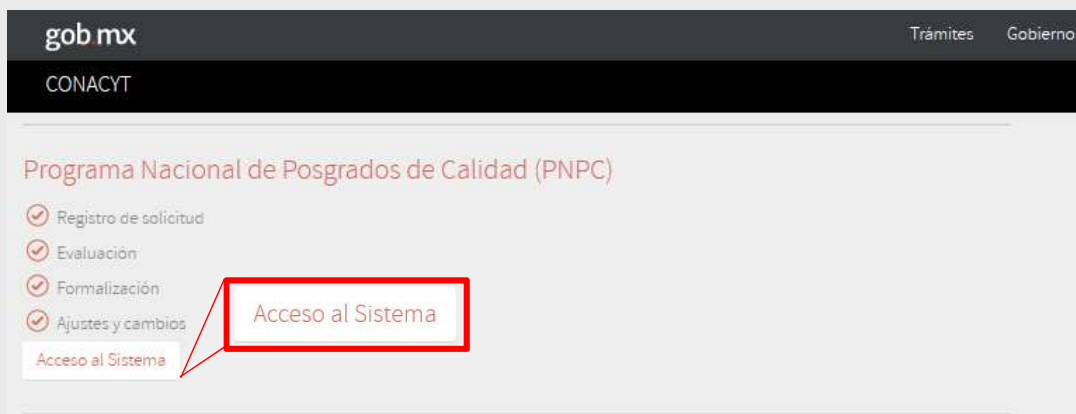 gob.mx
Trámites Gobierno
CONACYT
Programa Nacional de Posgrados de Calidad (PNPC)
Registro de solicitud
Evaluación
Formalización
Ajustes y cambios
Acceso al Sistema
Acceso al Sistema